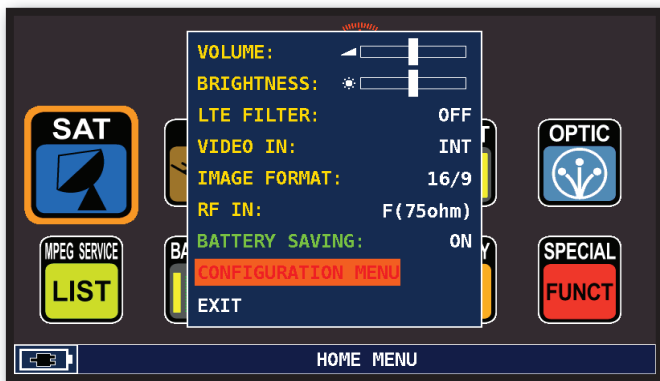 VOLUME:
BRIGHTNESS:
LTE FILTER: OFF
VIDEO IN: INT
IMAGE FORMAT: 16/9
RF IN: F(75ohm)
BATTERY SAVING: ON
CONFIGURATION MENU
EXIT
SAT
OPTIC
MPEG SERVICE
LIST
SPECIAL
FUNCT
HOME MENU